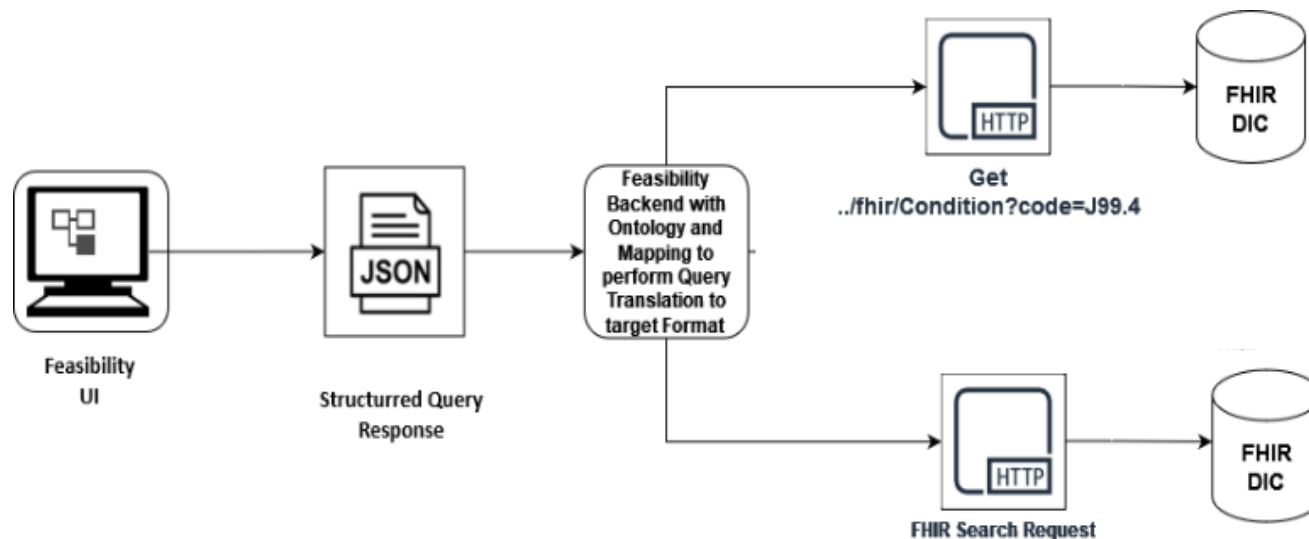 Feasibility
UI
JSON
Structurred Query
Response
Feasibility
Backend with
Ontology and
Mapping to
perform Query
Translation to
target Format
HTTP
Get
../fhir/Condition?code=J99.4
FHIR
DIC
HTTP
FHIR Search Request
FHIR
DIC